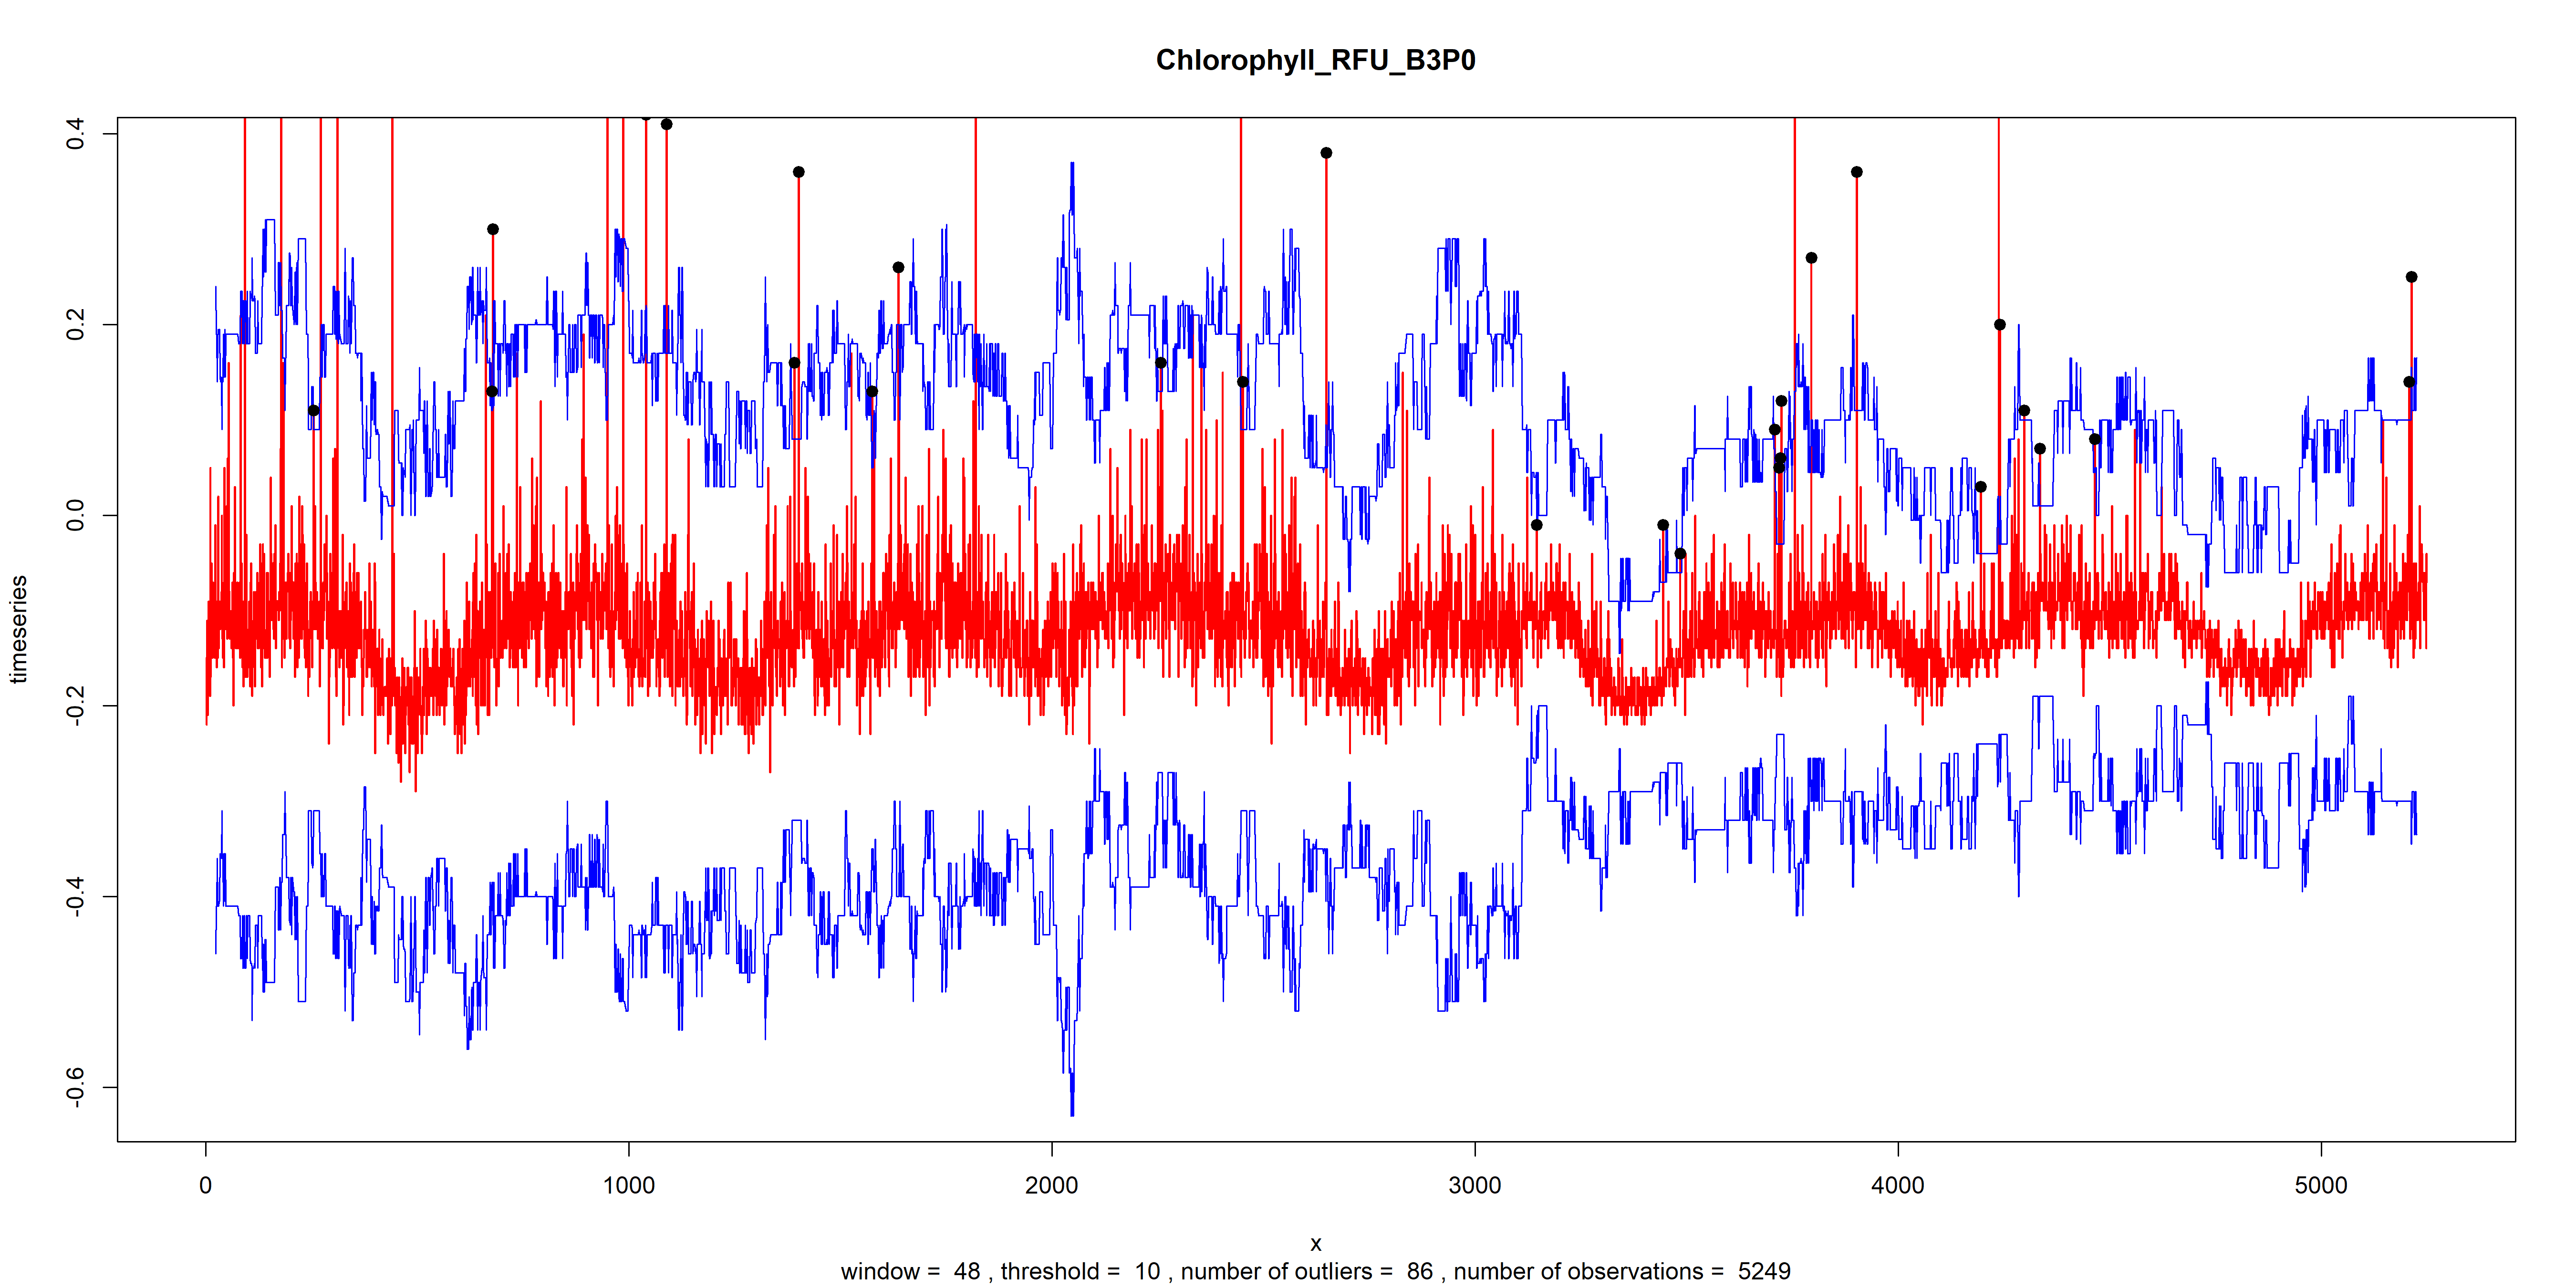 Chlorophyll_RFU_B3P0
0.4
0.2
0.0
-0.2
-0.4
-0.6
timeseries
0 1000 2000 3000 4000 5000
x
window = 48 , threshold = 10 , number of outliers = 86 , number of observations = 5249